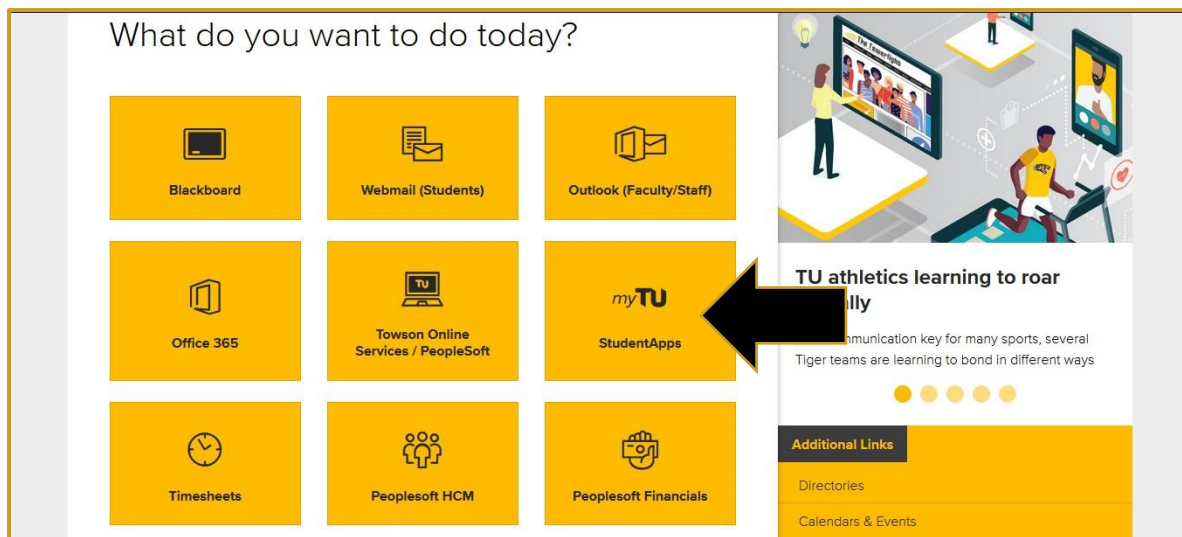 What do you want to do today?
The Towerlight
Blackboard
Webmail (Students)
Outlook (Faculty/Staff)
Office 365
TU
Towson Online
Services / PeopleSoft
myTU
StudentApps
Timesheets
Peoplesoft HCM
Peoplesoft Financials
TU athletics learning to roar
munication key for many sports, several
Tiger teams are learning to bond in different ways
Additional Links
Directories
Calendars & Events